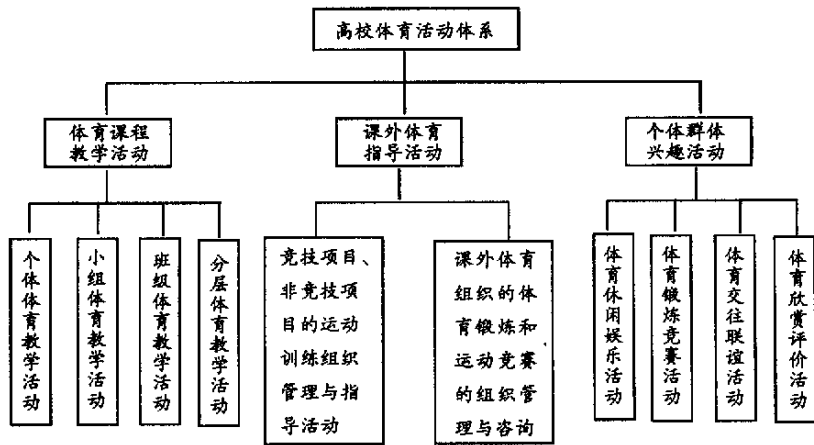 高校体育活动体系
体育课程
教学活动
课外体育
指导活动
个体群体
兴趣活动
个体体育教学活动
小组体育教学活动
班级体育教学活动
分层体育教学活动
竞技项目、
非竞技项
目的运动
训练组织
管理与指
导活动
课外体育
组织的体
育锻炼和
运动竞赛
的组织管
理与咨询
体育休闲娱乐活动
体育锻炼竞赛活动
体育交往联谊活动
体育欣赏评价活动